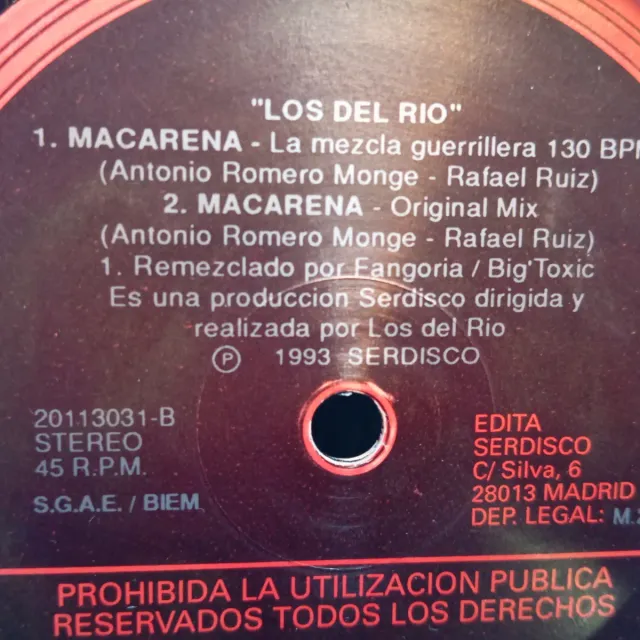 "LOS DEL RIO"
1. MACARENA - La mezcla guerrillera 130 BPM
(Antonio Romero Monge - Rafael Ruiz)
2. MACARENA - Original Mix
(Antonio Romero Monge - Rafael Ruiz)
1. Remezclado por Fangoria / Big Toxic
Es una produccion Serdisco dirigida y
realizada por Los del Rio
Ⓟ 1993 SERDISCO
20113031-B
STEREO
45 R.P.M.
S.G.A.E. / BIEM
EDITA
SERDISCO
C/ Silva, 6
28013 MADRID
DEP. LEGAL: M.
PROHIBIDA LA UTILIZACION PUBLICA
RESERVADOS TODOS LOS DERECHOS